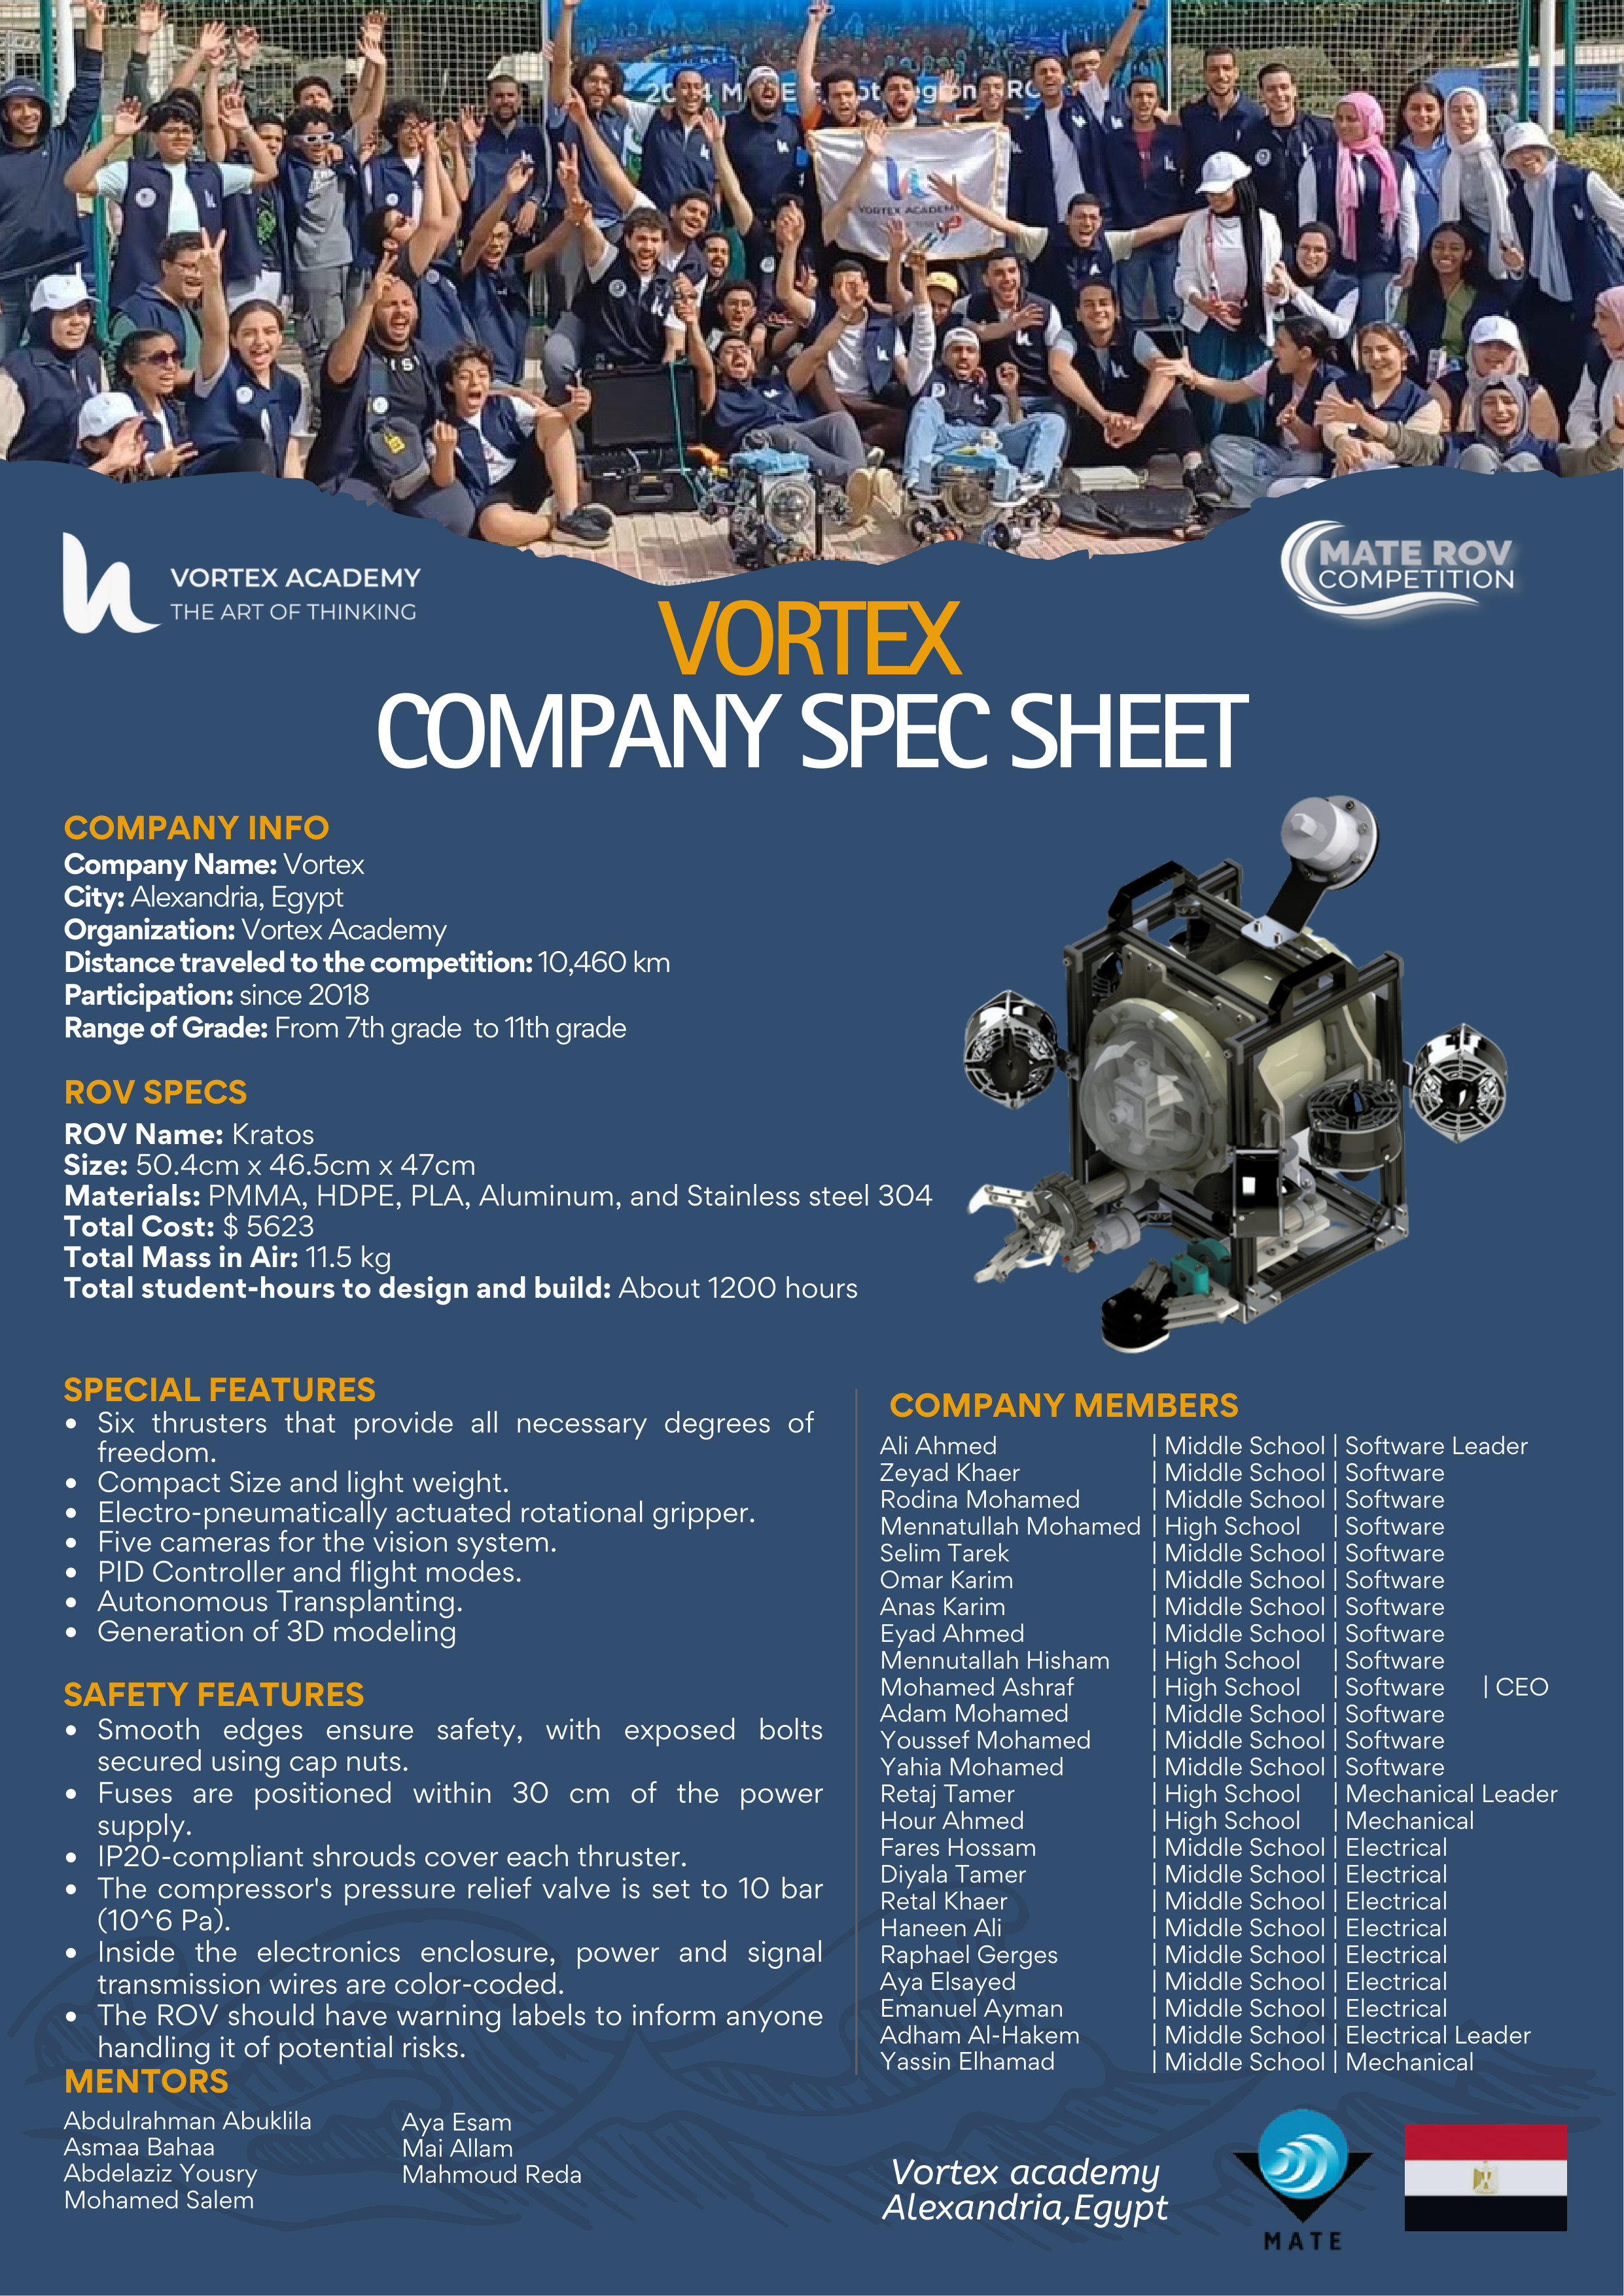 VORTEX ACADEMY
VORTEX ACADEMY
THE ART OF THINKING
MATE ROV
COMPETITION
VORTEX
COMPANY SPEC SHEET
COMPANY INFO
Company Name: Vortex
City: Alexandria, Egypt
Organization: Vortex Academy
Distance traveled to the competition: 10,460 km
Participation: since 2018
Range of Grade: From 7th grade to 11th grade
ROV SPECS
ROV Name: Kratos
Size: 50.4cm x 46.5cm x 47cm
Materials: PMMA, HDPE, PLA, Aluminum, and Stainless steel 304
Total Cost: $ 5623
Total Mass in Air: 11.5 kg
Total student-hours to design and build: About 1200 hours
SPECIAL FEATURES
• Six thrusters that provide all necessary degrees of
freedom.
• Compact Size and light weight.
• Electro-pneumatically actuated rotational gripper.
• Five cameras for the vision system.
• PID Controller and flight modes.
• Autonomous Transplanting.
• Generation of 3D modeling
SAFETY FEATURES
• Smooth edges ensure safety, with exposed bolts
secured using cap nuts.
• Fuses are positioned within 30 cm of the power
supply.
• IP20-compliant shrouds cover each thruster.
• The compressor's pressure relief valve is set to 10 bar
(10^6 Pa).
• Inside the electronics enclosure, power and signal
transmission wires are color-coded.
• The ROV should have warning labels to inform anyone
handling it of potential risks.
MENTORS
Abdulrahman Abuklila
Asmaa Bahaa
Abdelaziz Yousry
Mohamed Salem
Aya Esam
Mai Allam
Mahmoud Reda
COMPANY MEMBERS
Ali Ahmed | Middle School | Software Leader
Zeyad Khaer | Middle School | Software
Rodina Mohamed | Middle School | Software
Mennatullah Mohamed | High School | Software
Selim Tarek | Middle School | Software
Omar Karim | Middle School | Software
Anas Karim | Middle School | Software
Eyad Ahmed | Middle School | Software
Mennutallah Hisham | High School | Software
Mohamed Ashraf | High School | Software | CEO
Adam Mohamed | Middle School | Software
Youssef Mohamed | Middle School | Software
Yahia Mohamed | Middle School | Software
Retaj Tamer | High School | Mechanical Leader
Hour Ahmed | High School | Mechanical
Fares Hossam | Middle School | Electrical
Diyala Tamer | Middle School | Electrical
Retal Khaer | Middle School | Electrical
Haneen Ali | Middle School | Electrical
Raphael Gerges | Middle School | Electrical
Aya Elsayed | Middle School | Electrical
Emanuel Ayman | Middle School | Electrical
Adham Al-Hakem | Middle School | Electrical Leader
Yassin Elhamad | Middle School | Mechanical
Vortex academy
Alexandria,Egypt
MATE